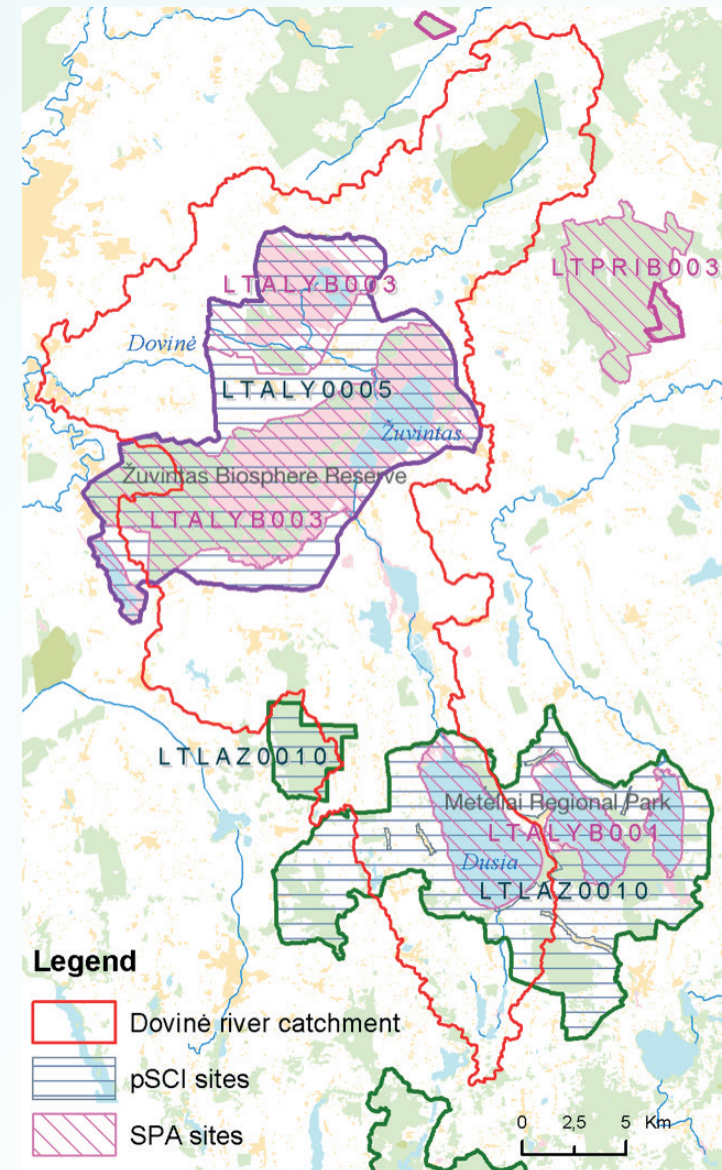 LTALYB003
LTPRIB003
Dovinė
LTALY0005
Žuvintas
Žuvintas Biosphere Reserve
LTALYB003
LTLAZ0010
Meteliai Regional Park
LTALYB001
Dusia
LTLAZ0010
Legend
Dovinė river catchment
pSCI sites
SPA sites
0 2,5 5 Km